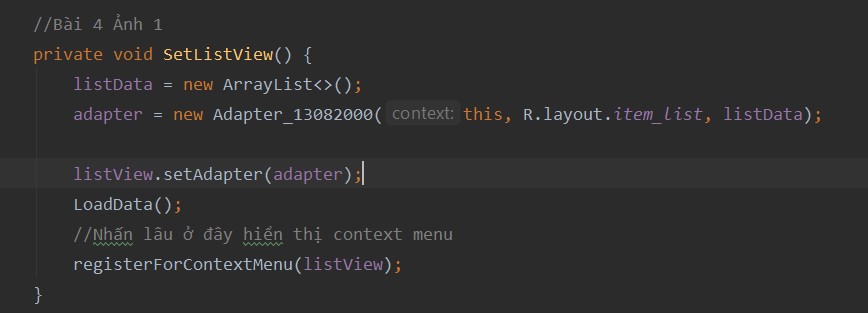 //Bài 4 Ảnh 1
private void SetListView() {
listData = new ArrayList<>();
adapter = new Adapter_13082000( context: this, R.layout.item_list, listData);
listView.setAdapter(adapter);
LoadData();
//Nhấn lâu ở đây hiển thị context menu
registerForContextMenu(listView);
}